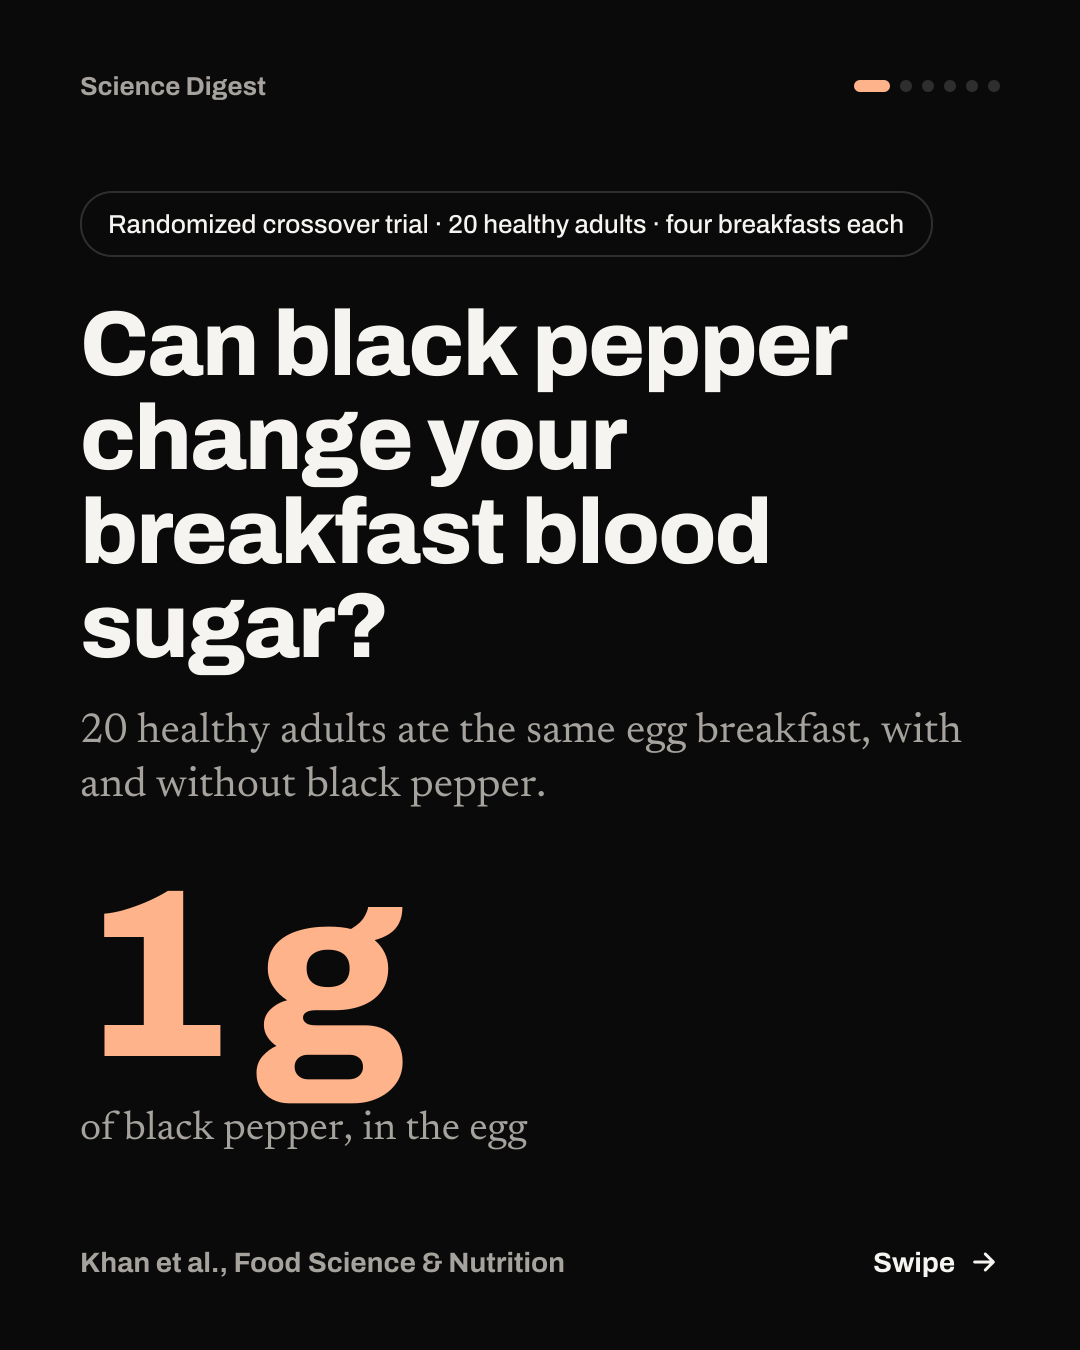 Science Digest
Randomized crossover trial · 20 healthy adults · four breakfasts each
Can black pepper
change your
breakfast blood
sugar?
20 healthy adults ate the same egg breakfast, with
and without black pepper.
1 g
of black pepper, in the egg
Khan et al., Food Science & Nutrition
Swipe →